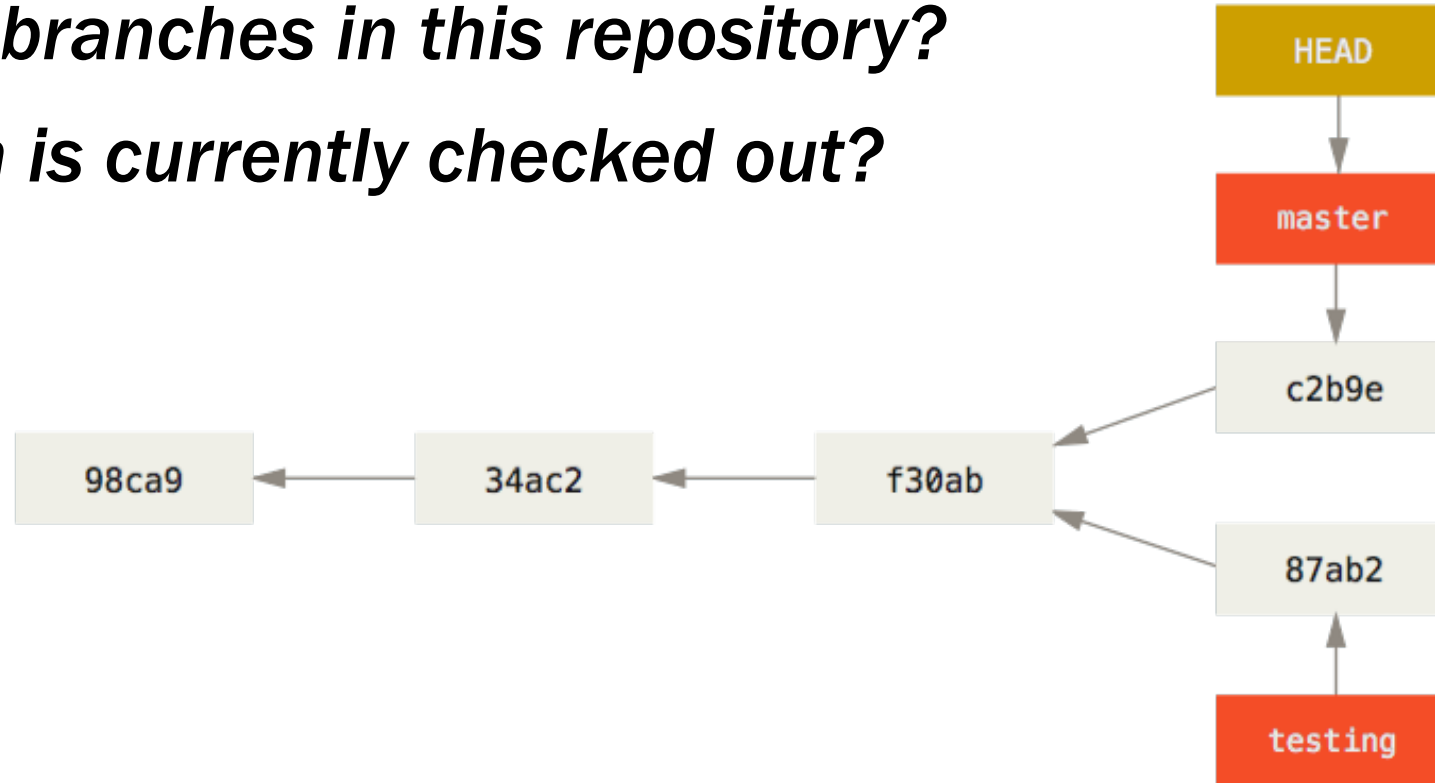 branches in this repository?
is currently checked out?
HEAD
master
c2b9e
98ca9
34ac2
f30ab
87ab2
testing